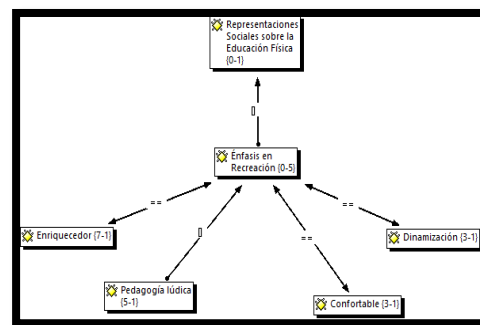 Representaciones
Sociales sobre la
Educación Física
{0-1}
[]
Énfasis en
Recreación {0-5}
==
==
[]
==
Enriquecedor {7-1}
Dinamización {3-1}
Pedagogía lúdica
{5-1}
Confortable {3-1}